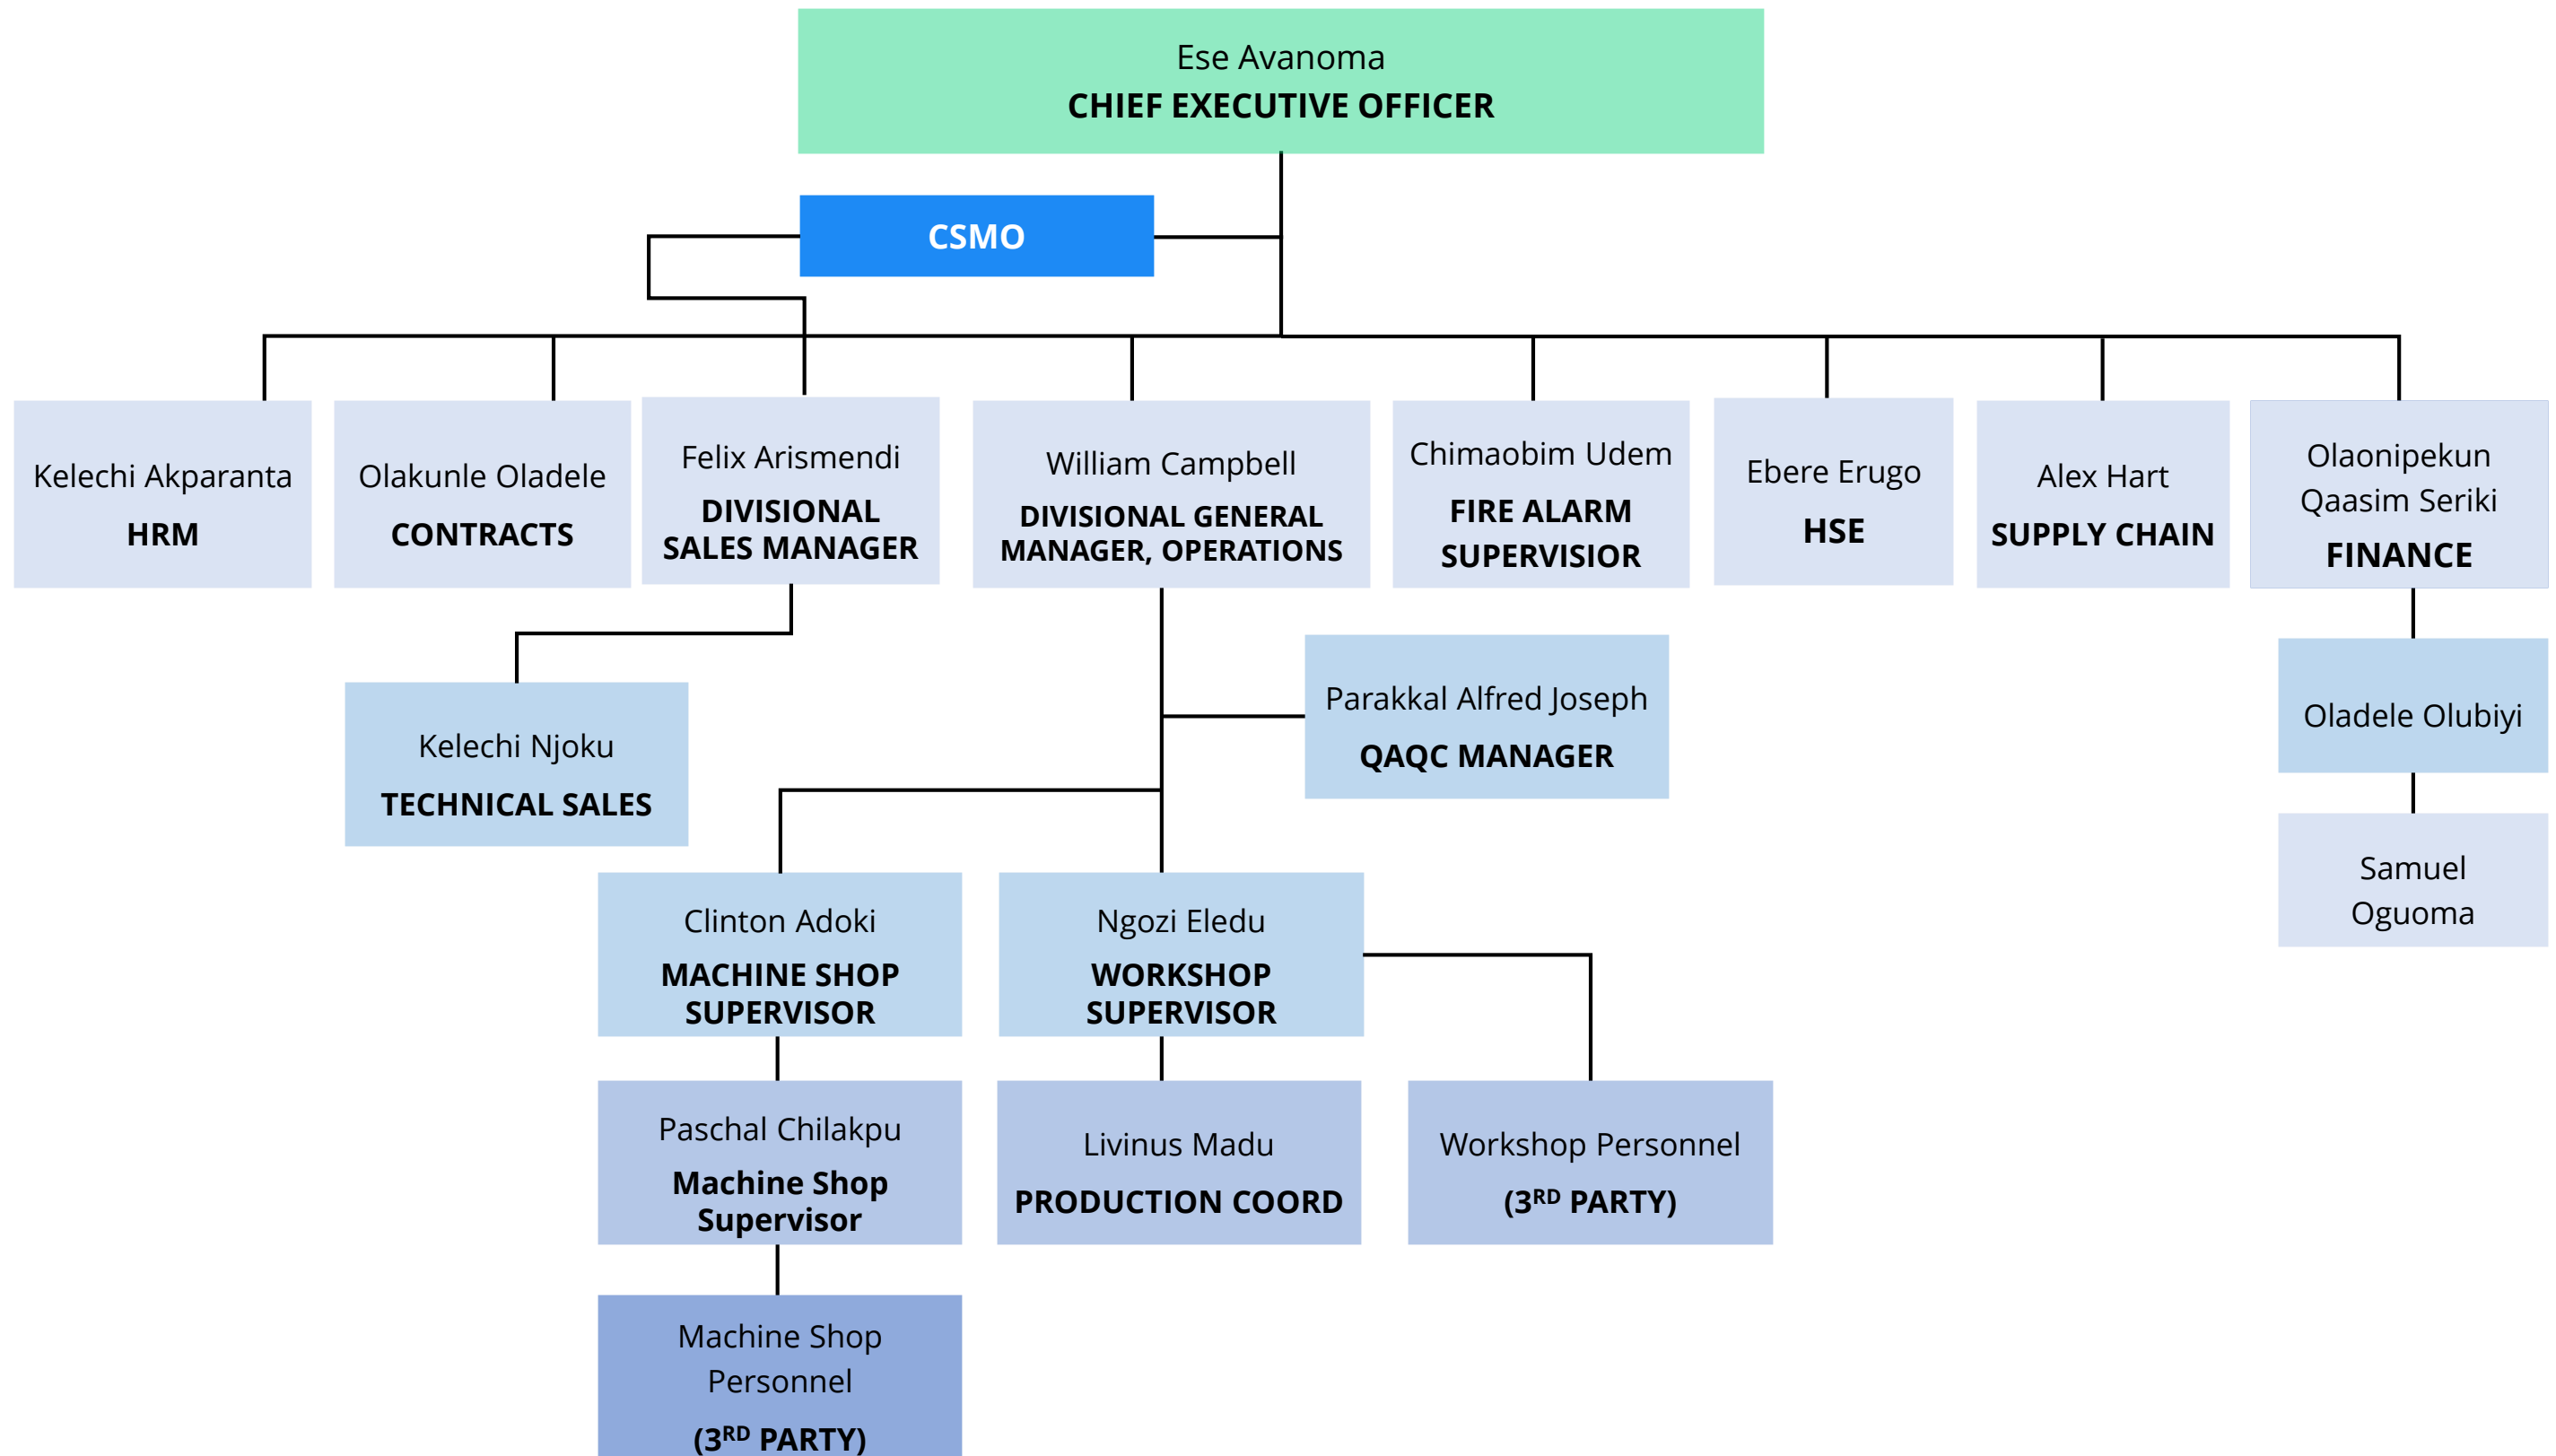 Ese Avanoma
CHIEF EXECUTIVE OFFICER
CSMO
Kelechi Akparanta
HRM
Olakunle Oladele
CONTRACTS
Felix Arismendi
DIVISIONAL
SALES MANAGER
William Campbell
DIVISIONAL GENERAL
MANAGER, OPERATIONS
Chimaobim Udem
FIRE ALARM
SUPERVISIOR
Ebere Erugo
HSE
Alex Hart
SUPPLY CHAIN
Olaonipekun
Qaasim Seriki
FINANCE
Kelechi Njoku
TECHNICAL SALES
Parakkal Alfred Joseph
QAQC MANAGER
Oladele Olubiyi
Samuel
Oguoma
Clinton Adoki
MACHINE SHOP
SUPERVISOR
Ngozi Eledu
WORKSHOP
SUPERVISOR
Paschal Chilakpu
Machine Shop
Supervisor
Livinus Madu
PRODUCTION COORD
Workshop Personnel
(3RD PARTY)
Machine Shop
Personnel
(3RD PARTY)